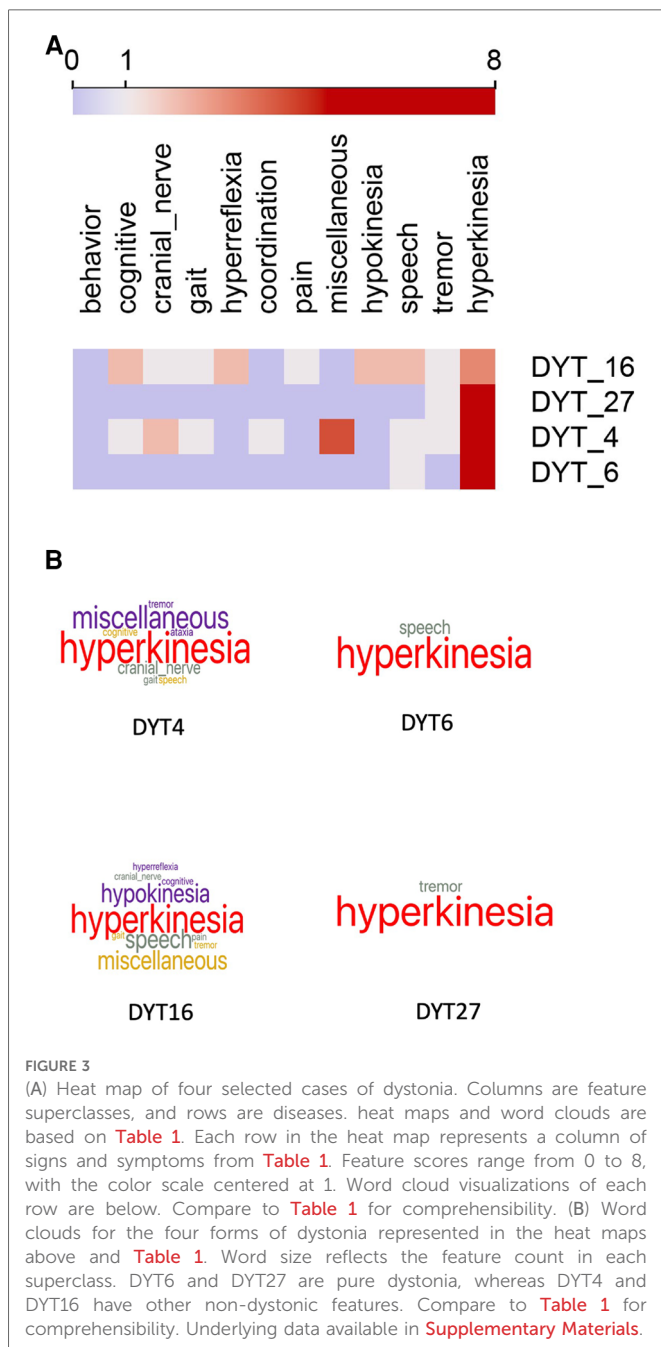 A
0 1 8
behavior
cognitive
cranial_nerve
gait
hyperreflexia
coordination
pain
miscellaneous
hypokinesia
speech
tremor
hyperkinesia
DYT_16
DYT_27
DYT_4
DYT_6
B
tremor
miscellaneous
cognitive ataxia
hyperkinesia
cranial_nerve
gait speech
DYT4
speech
hyperkinesia
DYT6
hyperreflexia
cranial_nerve cognitive
hypokinesia
hyperkinesia
gait speech pain
tremor
miscellaneous
DYT16
tremor
hyperkinesia
DYT27
FIGURE 3
(A) Heat map of four selected cases of dystonia. Columns are feature
superclasses, and rows are diseases. heat maps and word clouds are
based on Table 1. Each row in the heat map represents a column of
signs and symptoms from Table 1. Feature scores range from 0 to 8,
with the color scale centered at 1. Word cloud visualizations of each
row are below. Compare to Table 1 for comprehensibility. (B) Word
clouds for the four forms of dystonia represented in the heat maps
above and Table 1. Word size reflects the feature count in each
superclass. DYT6 and DYT27 are pure dystonia, whereas DYT4 and
DYT16 have other non-dystonic features. Compare to Table 1 for
comprehensibility. Underlying data available in Supplementary Materials.